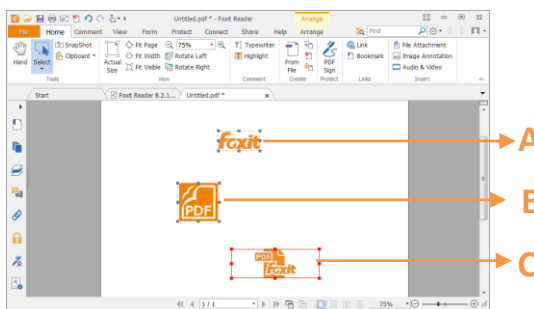 Untitled.pdf * - Foxit Reader
Arrange
File Home Comment View Form Protect Connect Share Help Arrange
Find
Hand
Select
SnapShot
Clipboard
Actual Size
Fit Page
Fit Width
Fit Visible
75%
Rotate Left
Rotate Right
Typewriter
Highlight
From File
PDF Sign
Link
Bookmark
File Attachment
Image Annotation
Audio & Video
Tools View Comment Create Protect Links Insert
Start Foxit Reader 8.2.1... Untitled.pdf * x
foxit
A
PDF
B
PDF
foxit
C
1 / 1
75%